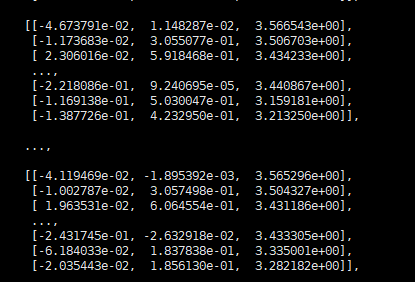 [[-4.673791e-02, 1.148287e-02, 3.566543e+00],
[-1.173683e-02, 3.055077e-01, 3.506703e+00],
[ 2.306016e-02, 5.918468e-01, 3.434233e+00],
...,
[-2.218086e-01, 9.240695e-05, 3.440867e+00],
[-1.169138e-01, 5.030047e-01, 3.159181e+00],
[-1.387726e-01, 4.232950e-01, 3.213250e+00]],
...,
[[-4.119469e-02, -1.895392e-03, 3.565296e+00],
[-1.002787e-02, 3.057498e-01, 3.504327e+00],
[ 1.963531e-02, 6.064554e-01, 3.431186e+00],
...,
[-2.431745e-01, -2.632918e-02, 3.433305e+00],
[-6.184033e-02, 1.837838e-01, 3.335001e+00],
[-2.035443e-02, 1.856130e-01, 3.282182e+00]],